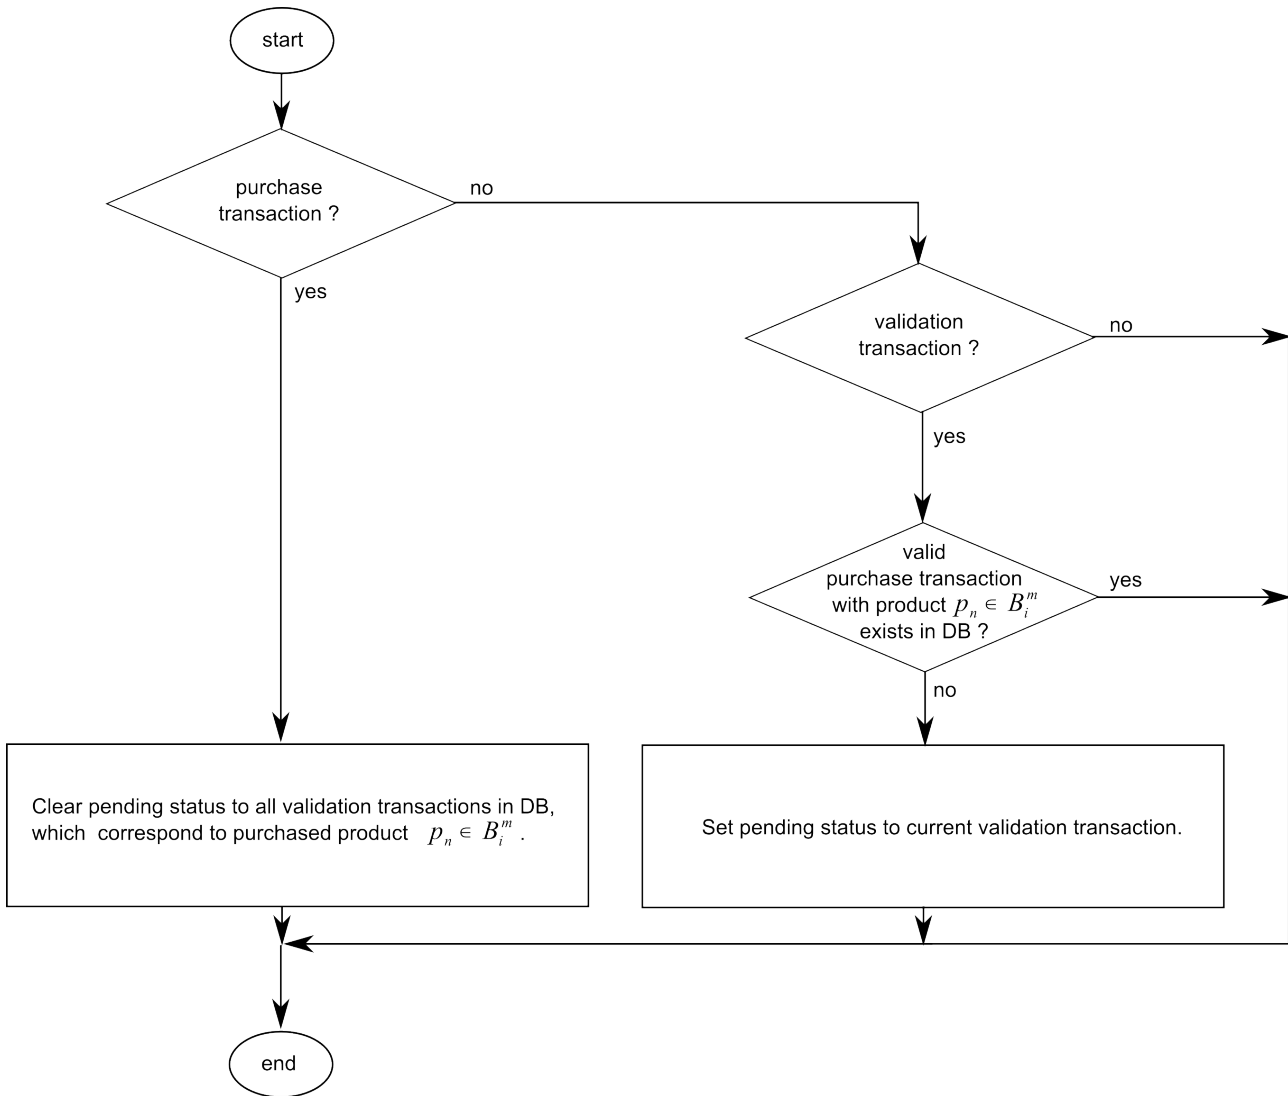 start
purchase
transaction ?
no
yes
validation
transaction ?
no
yes
valid
purchase transaction
with product pₙ ∈ Bᵢᵐ
exists in DB ?
yes
no
Clear pending status to all validation transactions in DB,
which correspond to purchased product pₙ ∈ Bᵢᵐ .
Set pending status to current validation transaction.
end